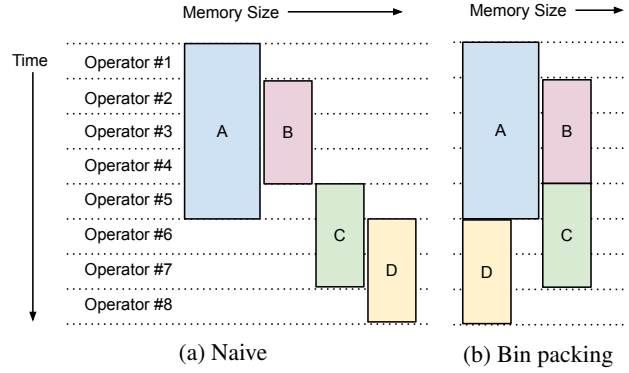 Memory Size
Memory Size
Time
Operator #1
Operator #2
Operator #3
Operator #4
Operator #5
Operator #6
Operator #7
Operator #8
A
B
C
D
A
B
C
D
(a) Naive
(b) Bin packing